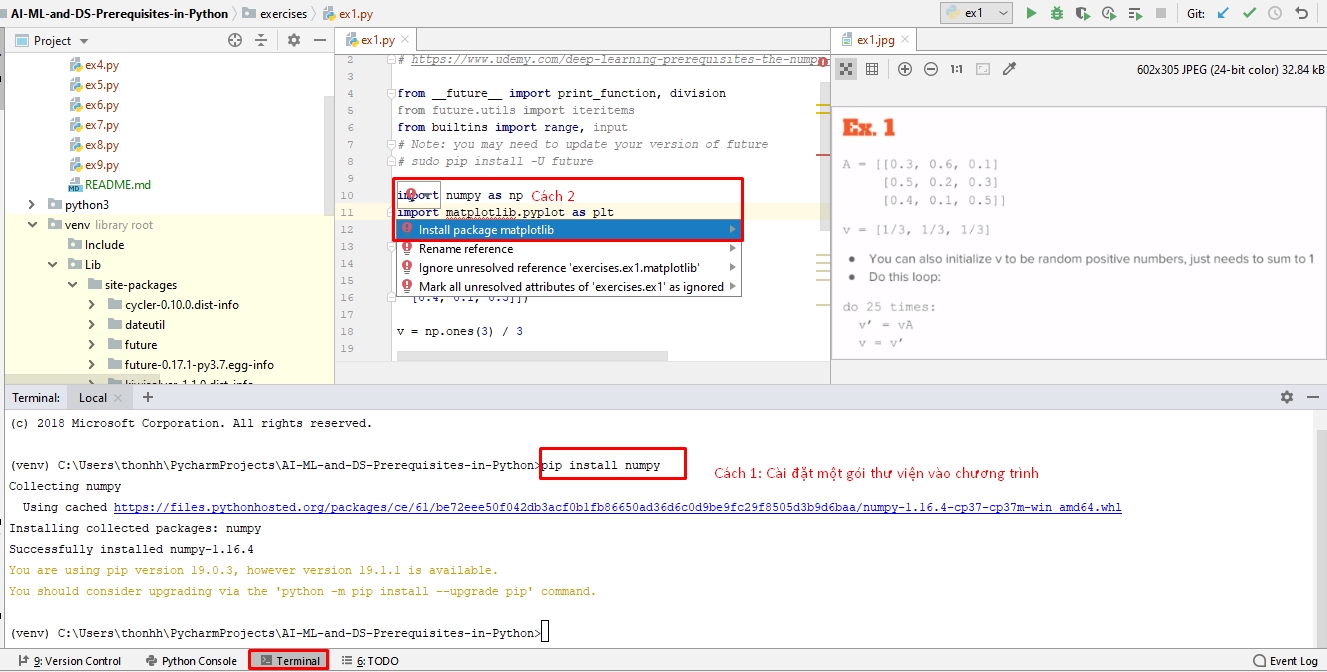 AI-ML-and-DS-Prerequisites-in-Python exercises ex1.py
ex1 Git:
Project
ex4.py
ex5.py
ex6.py
ex7.py
ex8.py
ex9.py
README.md
python3
venv library root
Include
Lib
site-packages
cycler-0.10.0.dist-info
dateutil
future
future-0.17.1-py3.7.egg-info
kiwisolver-1.1.0.dist-info
ex1.py
2 # https://www.udemy.com/deep-learning-prerequisites-the-nump
3
4 from __future__ import print_function, division
5 from future.utils import iteritems
6 from builtins import range, input
7 # Note: you may need to update your version of future
8 # sudo pip install -U future
9
10 import numpy as np Cách 2
11 import matplotlib.pyplot as plt
12 Install package matplotlib
13 Rename reference
14 Ignore unresolved reference 'exercises.ex1.matplotlib'
15 Mark all unresolved attributes of 'exercises.ex1' as ignored
16 [0.4, 0.1, 0.5]])
17
18 v = np.ones(3) / 3
19
ex1.jpg
1:1 602x305 JPEG (24-bit color) 32.84 kB
Ex. 1
A = [[0.3, 0.6, 0.1]
[0.5, 0.2, 0.3]
[0.4, 0.1, 0.5]]
v = [1/3, 1/3, 1/3]
● You can also initialize v to be random positive numbers, just needs to sum to 1
● Do this loop:
do 25 times:
v’ = vA
v = v’
Terminal: Local
(c) 2018 Microsoft Corporation. All rights reserved.
(venv) C:\Users\thonhh\PycharmProjects\AI-ML-and-DS-Prerequisites-in-Python>pip install numpy
Cách 1: Cài đặt một gói thư viện vào chương trình
Collecting numpy
Using cached https://files.pythonhosted.org/packages/ce/61/be72eee50f042db3acf0b1fb86650ad36d6c0d9be9fc29f8505d3b9d6baa/numpy-1.16.4-cp37-cp37m-win_amd64.whl
Installing collected packages: numpy
Successfully installed numpy-1.16.4
You are using pip version 19.0.3, however version 19.1.1 is available.
You should consider upgrading via the 'python -m pip install --upgrade pip' command.
(venv) C:\Users\thonhh\PycharmProjects\AI-ML-and-DS-Prerequisites-in-Python>
9: Version Control Python Console Terminal 6: TODO Event Log